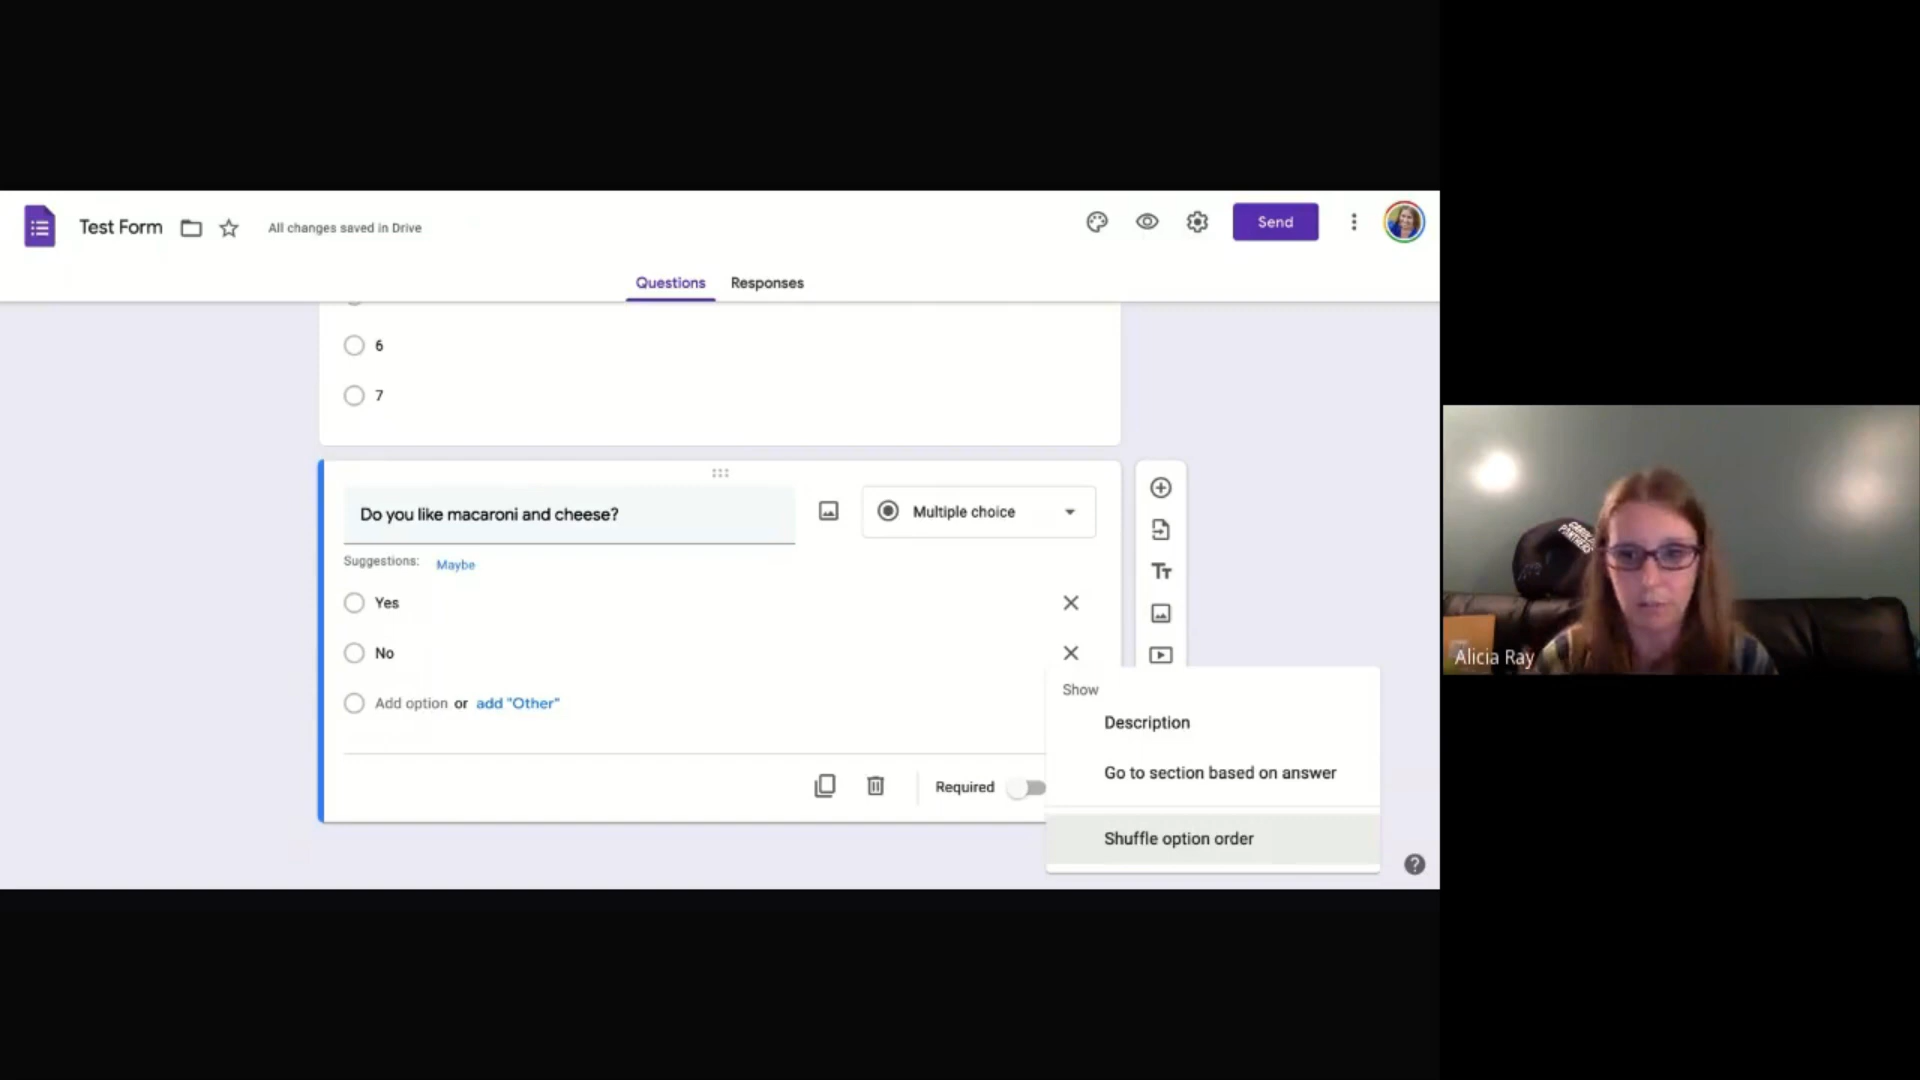 Test Form
All changes saved in Drive
Send
Questions Responses
6
7
Do you like macaroni and cheese?
Multiple choice
Suggestions: Maybe
Yes
No
Add option or add "Other"
Required
Show
Description
Go to section based on answer
Shuffle option order
PANTHERS
Alicia Ray